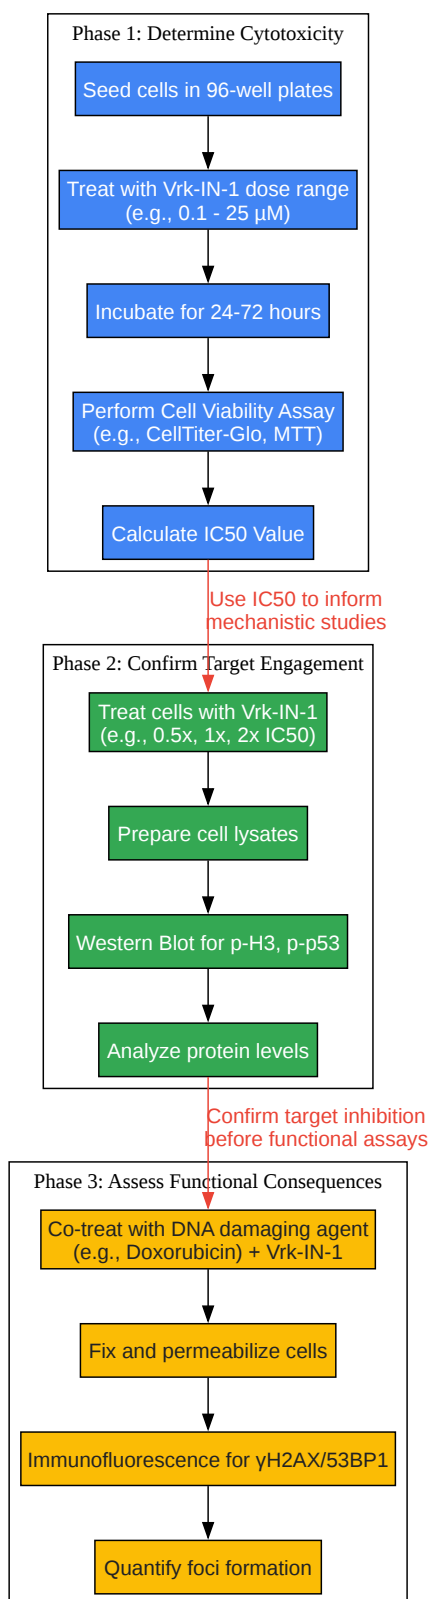 Phase 1: Determine Cytotoxicity
Seed cells in 96-well plates
Treat with Vrk-IN-1 dose range
(e.g., 0.1 - 25 µM)
Incubate for 24-72 hours
Perform Cell Viability Assay
(e.g., CellTiter-Glo, MTT)
Calculate IC50 Value
Use IC50 to inform
mechanistic studies
Phase 2: Confirm Target Engagement
Treat cells with Vrk-IN-1
(e.g., 0.5x, 1x, 2x IC50)
Prepare cell lysates
Western Blot for p-H3, p-p53
Analyze protein levels
Confirm target inhibition
before functional assays
Phase 3: Assess Functional Consequences
Co-treat with DNA damaging agent
(e.g., Doxorubicin) + Vrk-IN-1
Fix and permeabilize cells
Immunofluorescence for γH2AX/53BP1
Quantify foci formation